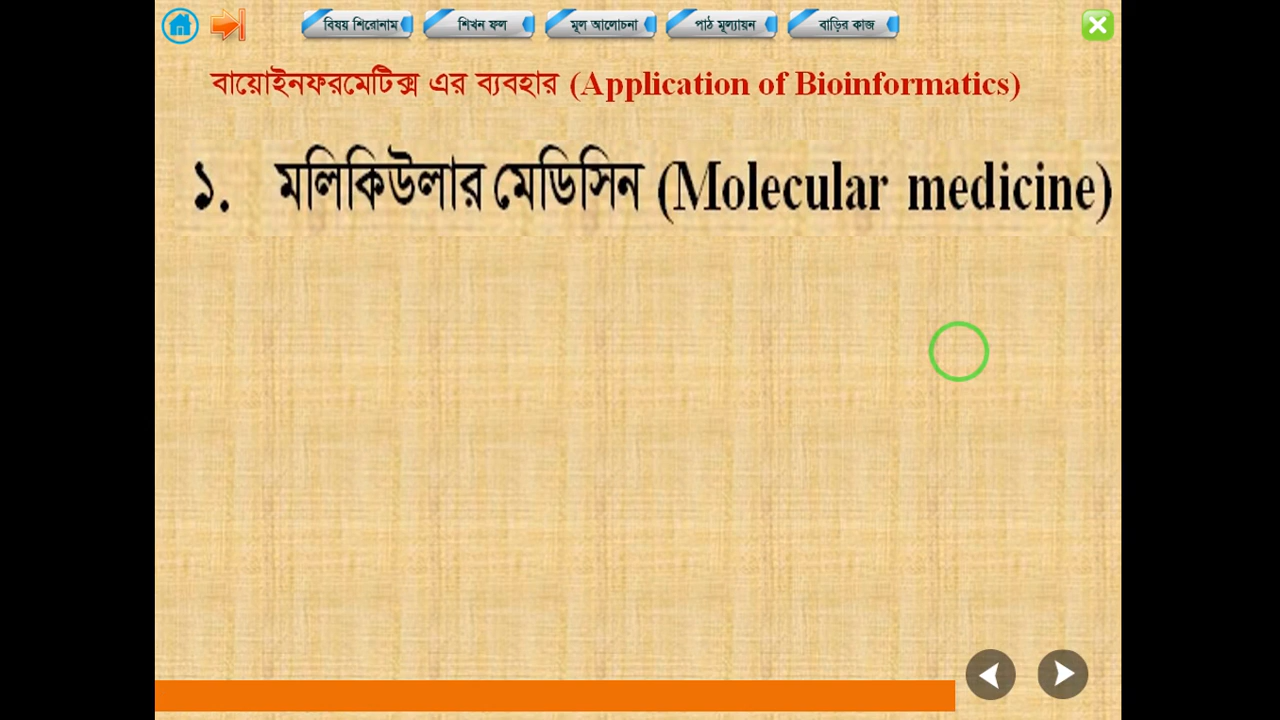 বিষয় শিরোনাম শিখন ফল মূল আলোচনা পাঠ মূল্যায়ন বাড়ির কাজ
বায়োইনফরমেটিক্স এর ব্যবহার (Application of Bioinformatics)
১. মলিকিউলার মেডিসিন (Molecular medicine)